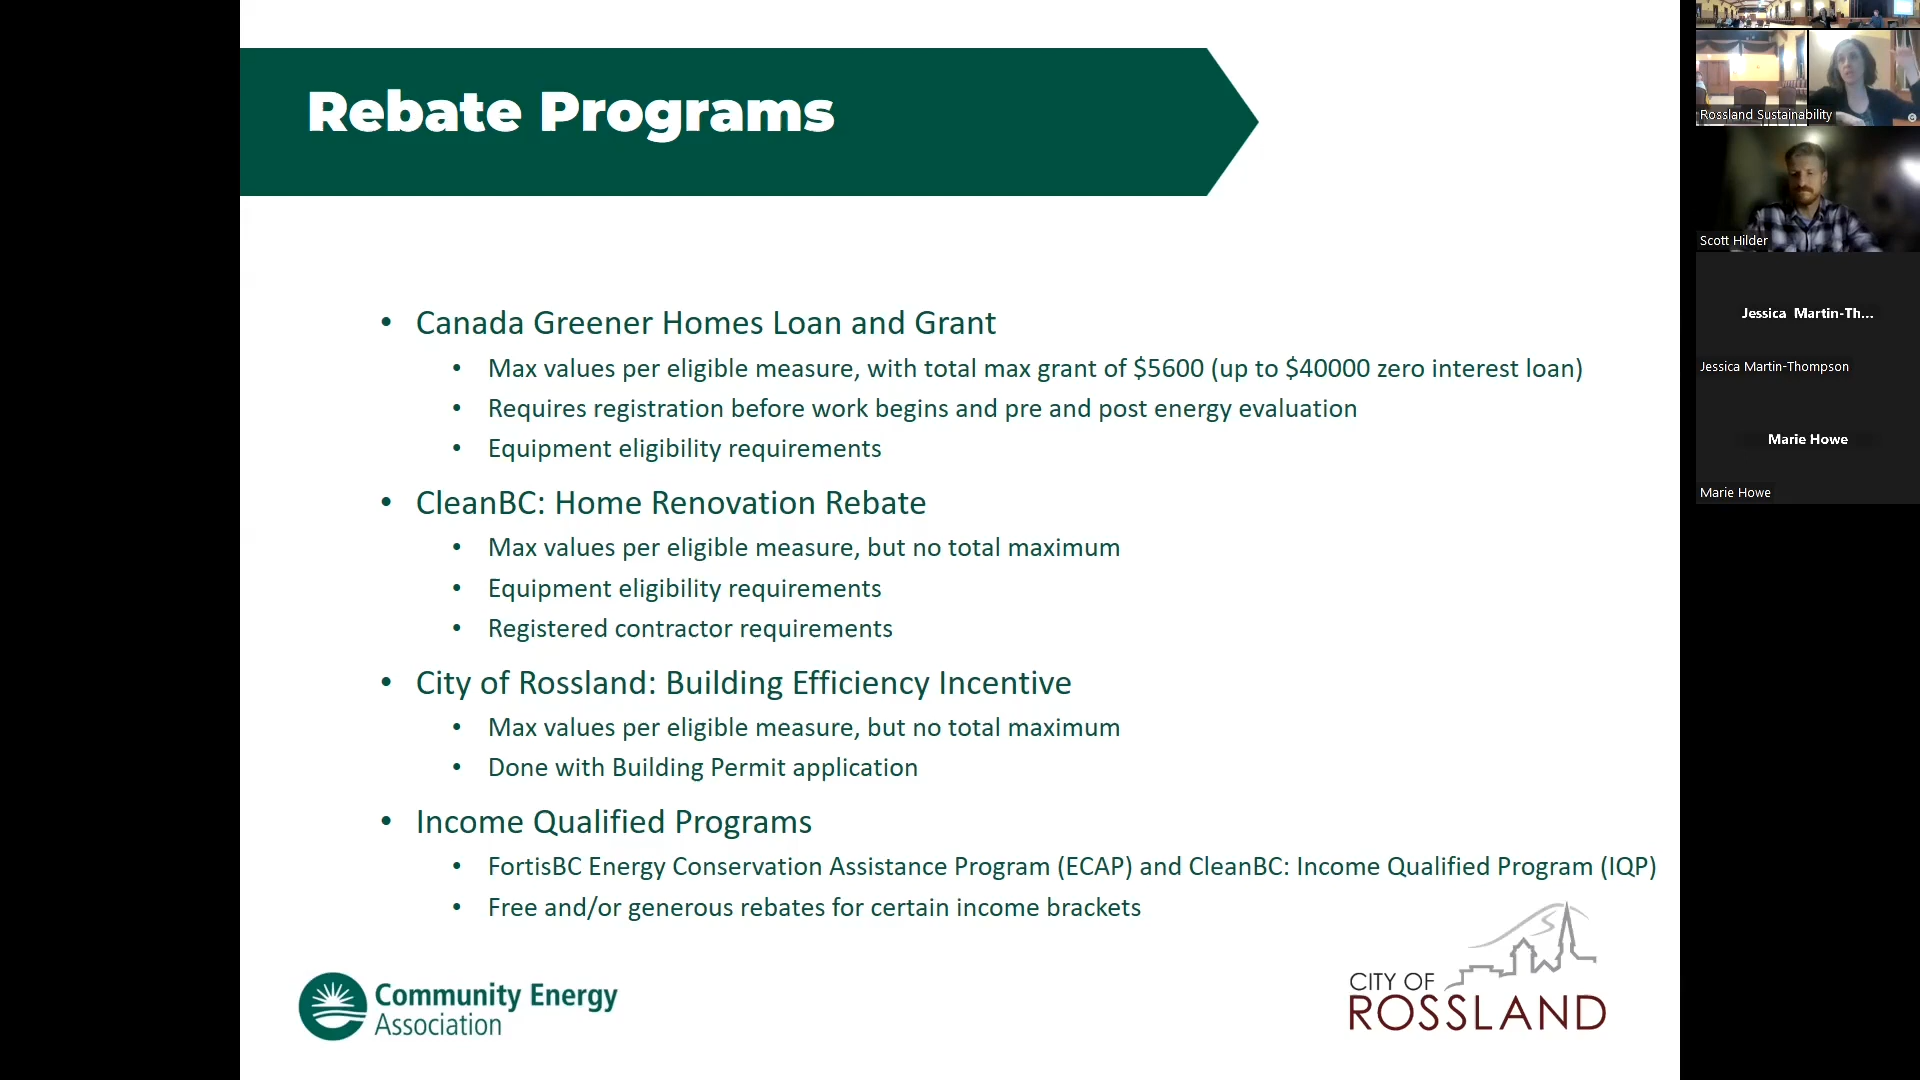 Rebate Programs
• Canada Greener Homes Loan and Grant
• Max values per eligible measure, with total max grant of $5600 (up to $40000 zero interest loan)
• Requires registration before work begins and pre and post energy evaluation
• Equipment eligibility requirements
• CleanBC: Home Renovation Rebate
• Max values per eligible measure, but no total maximum
• Equipment eligibility requirements
• Registered contractor requirements
• City of Rossland: Building Efficiency Incentive
• Max values per eligible measure, but no total maximum
• Done with Building Permit application
• Income Qualified Programs
• FortisBC Energy Conservation Assistance Program (ECAP) and CleanBC: Income Qualified Program (IQP)
• Free and/or generous rebates for certain income brackets
Community Energy
Association
CITY OF
ROSSLAND
Rossland Sustainability
Scott Hilder
Jessica Martin-Th...
Jessica Martin-Thompson
Marie Howe
Marie Howe